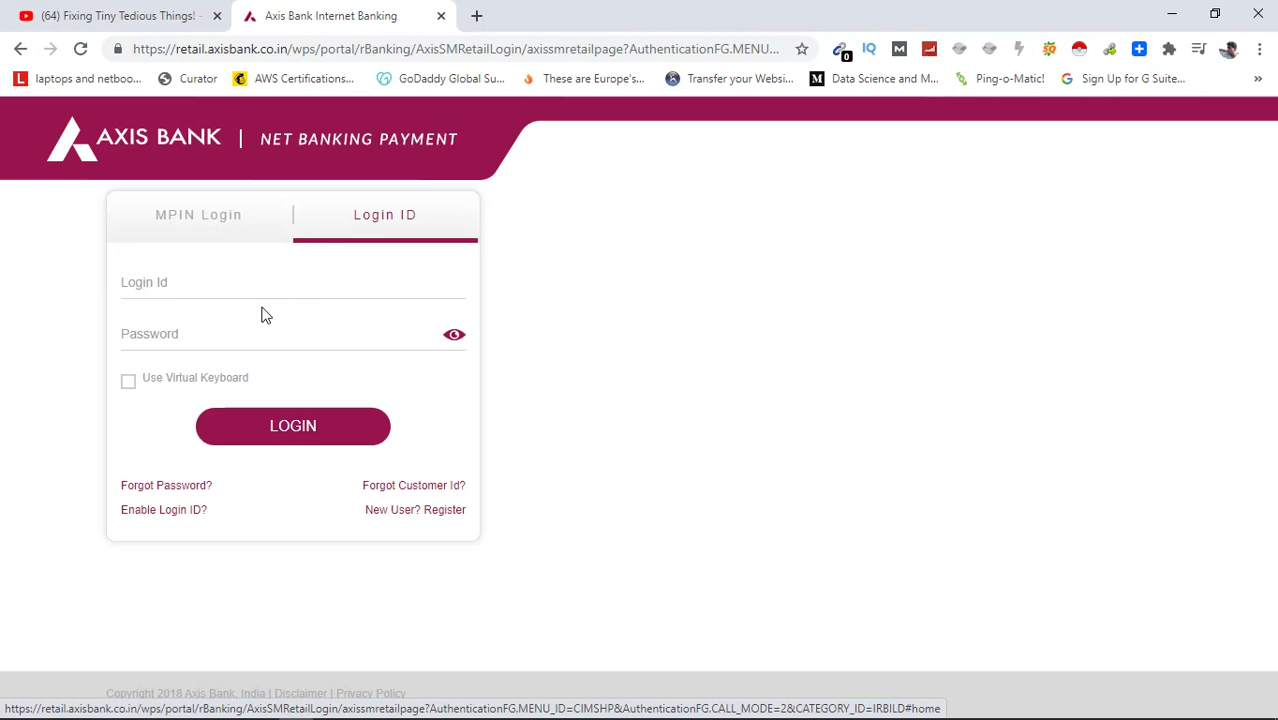 (64) Fixing Tiny Tedious Things! -
Axis Bank Internet Banking
https://retail.axisbank.co.in/wps/portal/rBanking/AxisSMRetailLogin/axissmretailpage?AuthenticationFG.MENU...
0
laptops and netboo...
Curator
AWS Certifications...
GoDaddy Global Su...
These are Europe's...
Transfer your Websi...
Data Science and M...
Ping-o-Matic!
Sign Up for G Suite...
AXIS BANK | NET BANKING PAYMENT
MPIN Login
Login ID
Login Id
Password
Use Virtual Keyboard
LOGIN
Forgot Password?
Forgot Customer Id?
Enable Login ID?
New User? Register
Copyright 2018 Axis Bank, India | Disclaimer | Privacy Policy
https://retail.axisbank.co.in/wps/portal/rBanking/AxisSMRetailLogin/axissmretailpage?AuthenticationFG.MENU_ID=CIMSHP&AuthenticationFG.CALL_MODE=2&CATEGORY_ID=IRBILD#home